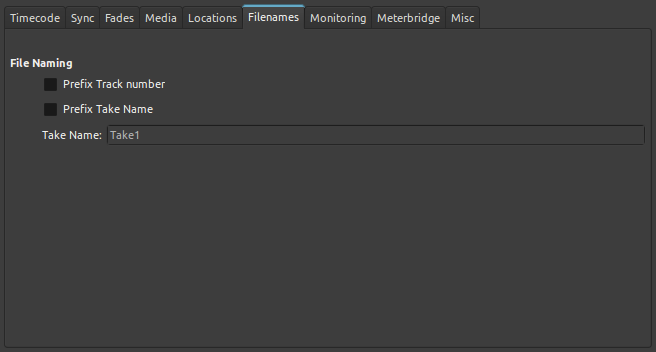 Timecode Sync Fades Media Locations Filenames Monitoring Meterbridge Misc
File Naming
Prefix Track number
Prefix Take Name
Take Name: Take1